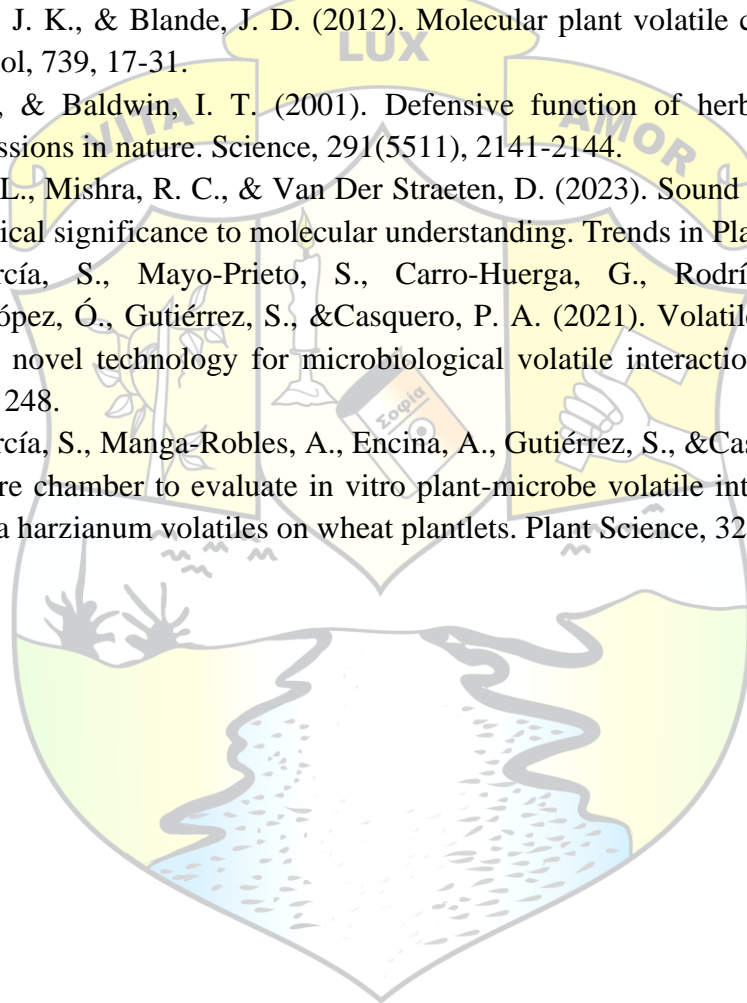 J. K., & Blande, J. D. (2012). Molecular plant volatile c
LUX
ol, 739, 17-31.
, & Baldwin, I. T. (2001). Defensive function of herb
VITA
AMOR
ssions in nature. Science, 291(5511), 2141-2144.
L., Mishra, R. C., & Van Der Straeten, D. (2023). Sound
ical significance to molecular understanding. Trends in Pla
rcía, S., Mayo-Prieto, S., Carro-Huerga, G., Rodrí
ópez, Ó., Gutiérrez, S., &Casquero, P. A. (2021). Volatile
novel technology for microbiological volatile interactio
248.
Σοφία
rcía, S., Manga-Robles, A., Encina, A., Gutiérrez, S., &Cas
re chamber to evaluate in vitro plant-microbe volatile int
a harzianum volatiles on wheat plantlets. Plant Science, 32